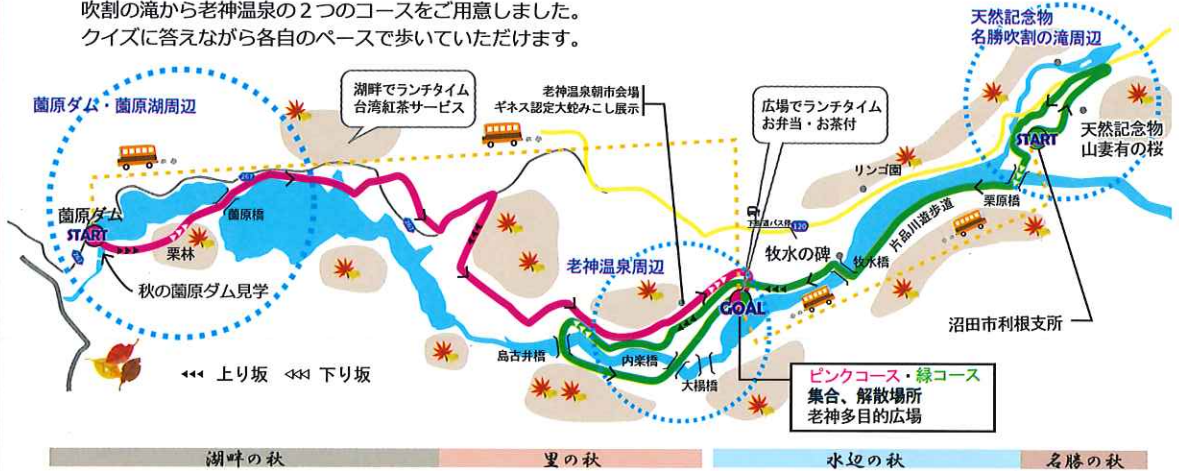 吹割の滝から老神温泉の2つのコースをご用意しました。
クイズに答えながら各自のペースで歩いていただけます。
天然記念物
名勝吹割の滝周辺
薗原ダム・薗原湖周辺
湖畔でランチタイム
台湾紅茶サービス
老神温泉朝市会場
ギネス認定大蛇みこし展示
広場でランチタイム
お弁当・お茶付
START
天然記念物
山妻有の桜
リンゴ園
267
薗原橋
薗原ダム
START
栗林
秋の薗原ダム見学
栗原橋
片品川遊歩道
120
牧水の碑
牧水橋
老神温泉周辺
GOAL
沼田市利根支所
島古井橋
内楽橋
大楊橋
上り坂
下り坂
ピンクコース・緑コース
集合、解散場所
老神多目的広場
湖畔の秋
里の秋
水辺の秋
名勝の秋